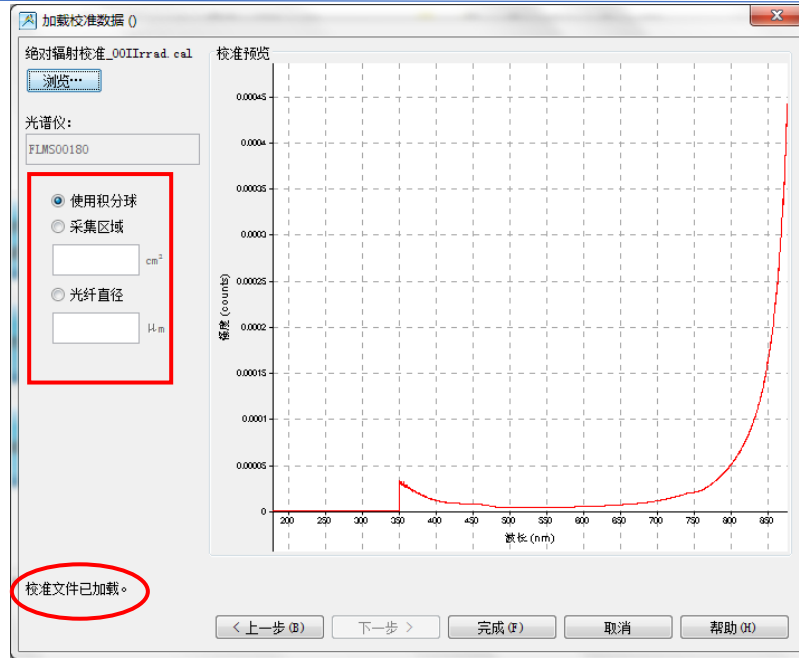 加载校准数据 ()
绝对辐射校准_OOIIrrad.cal
浏览…
光谱仪:
FLMS00180
使用积分球
采集区域
cm²
光纤直径
μm
校准文件已加载。
校准预览
0.00045
0.0004
0.00035
0.0003
0.00025
0.0002
0.00015
0.0001
0.00005
0
强度 (counts)
200 250 300 350 400 450 500 550 600 650 700 750 800 850
波长 (nm)
< 上一步(B)
下一步 >
完成(F)
取消
帮助(H)